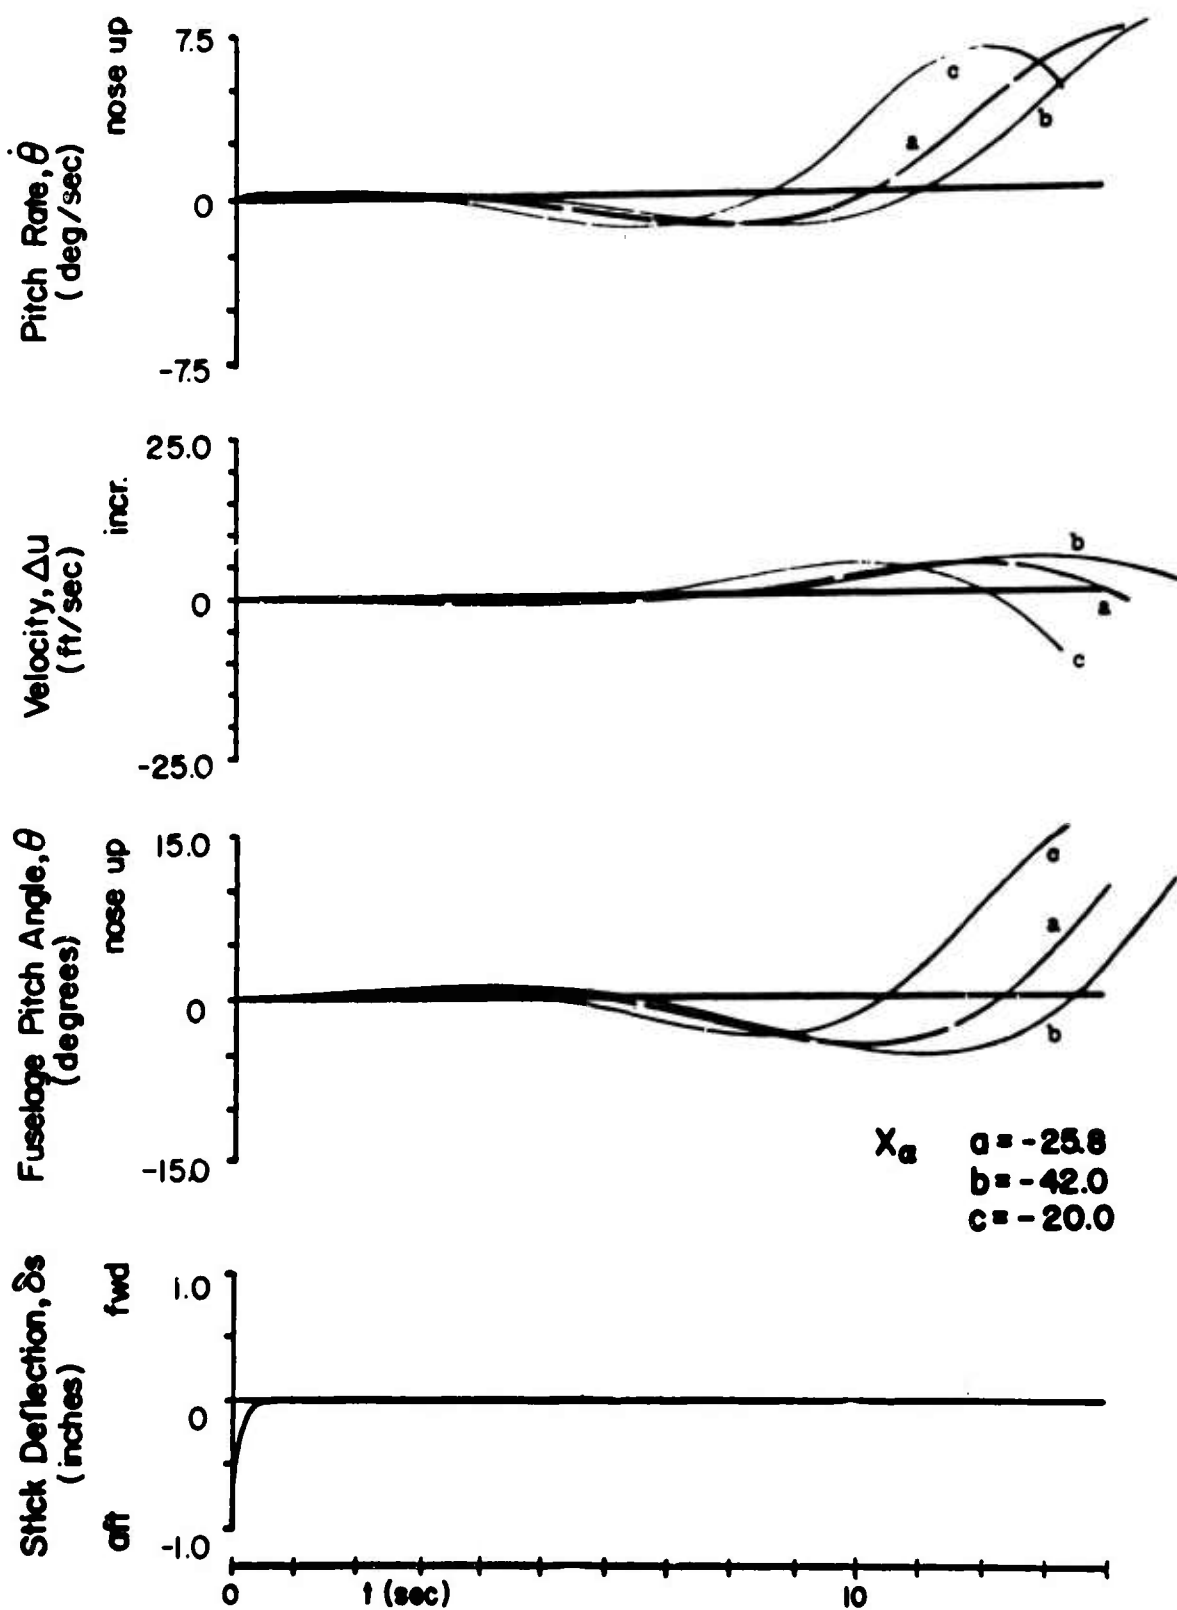 Pitch Rate, θ̇
(deg/sec)
nose up
7.5
0
-7.5
c
a
b
Velocity, Δu
(ft/sec)
incr.
25.0
0
-25.0
b
a
c
Fuselage Pitch Angle, θ
(degrees)
nose up
15.0
0
-15.0
c
a
b
Xα a = -25.8
b = -42.0
c = -20.0
Stick Deflection, δs
(inches)
aft fwd
1.0
0
-1.0
0 t (sec) 10